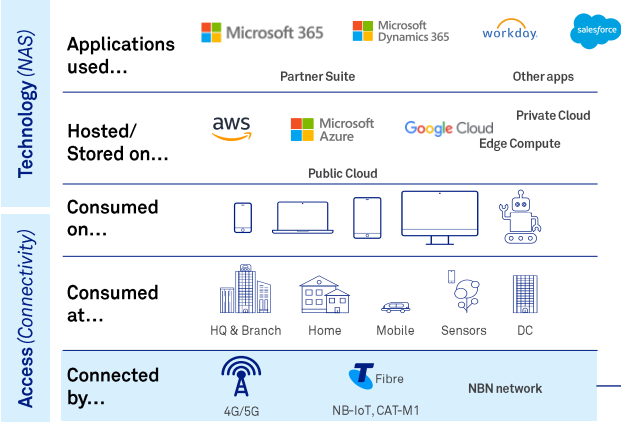 Technology (NAS)
Applications
used...
Microsoft 365
Microsoft
Dynamics 365
workday.
salesforce
Partner Suite
Other apps
Hosted/
Stored on...
aws
Microsoft
Azure
Google Cloud
Private Cloud
Edge Compute
Public Cloud
Access (Connectivity)
Consumed
on...
Consumed
at...
HQ & Branch
Home
Mobile
Sensors
DC
Connected
by...
4G/5G
T
Fibre
NB-IoT, CAT-M1
NBN network